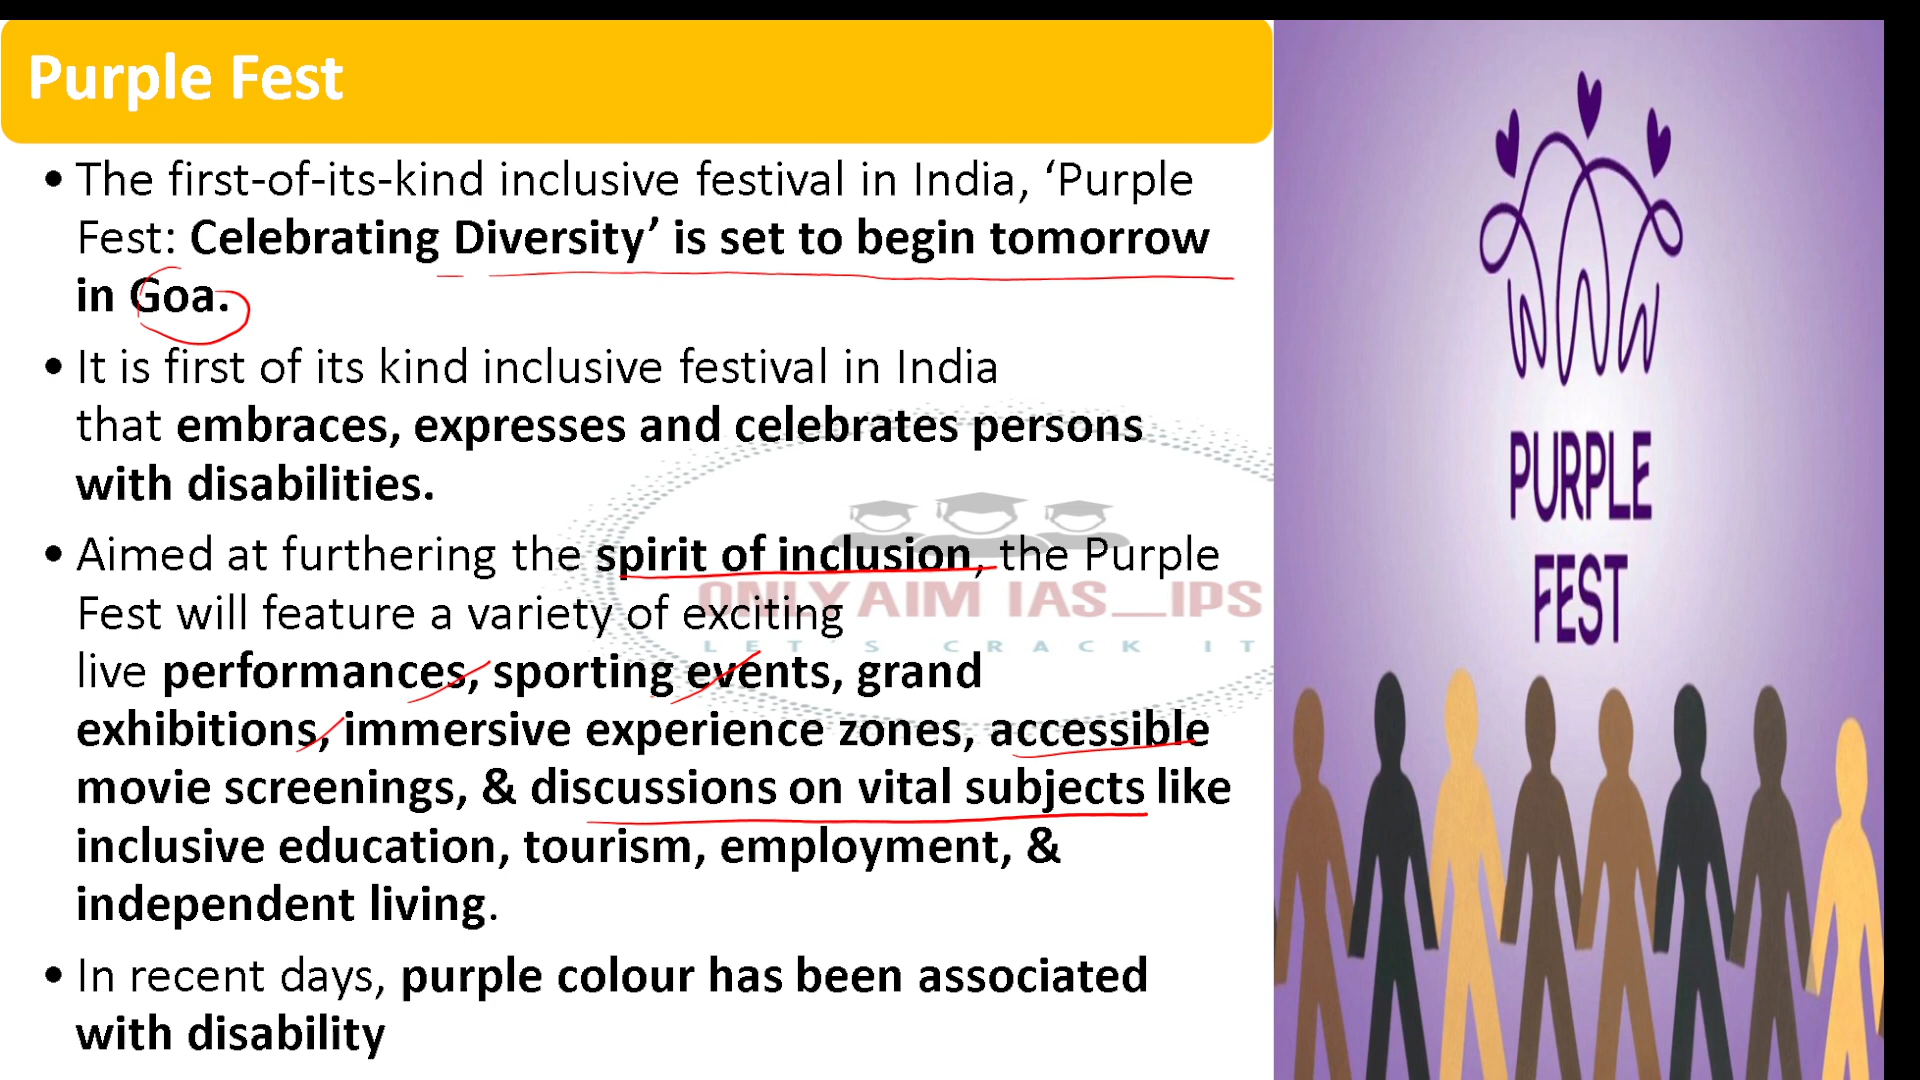 Purple Fest
• The first-of-its-kind inclusive festival in India, ‘Purple
Fest: Celebrating Diversity’ is set to begin tomorrow
in Goa.
• It is first of its kind inclusive festival in India
that embraces, expresses and celebrates persons
with disabilities.
• Aimed at furthering the spirit of inclusion, the Purple
Fest will feature a variety of exciting
live performances, sporting events, grand
exhibitions, immersive experience zones, accessible
movie screenings, & discussions on vital subjects like
inclusive education, tourism, employment, &
independent living.
• In recent days, purple colour has been associated
with disability
ONLY AIM IAS_IPS
LET'S CRACK IT
PURPLE
FEST